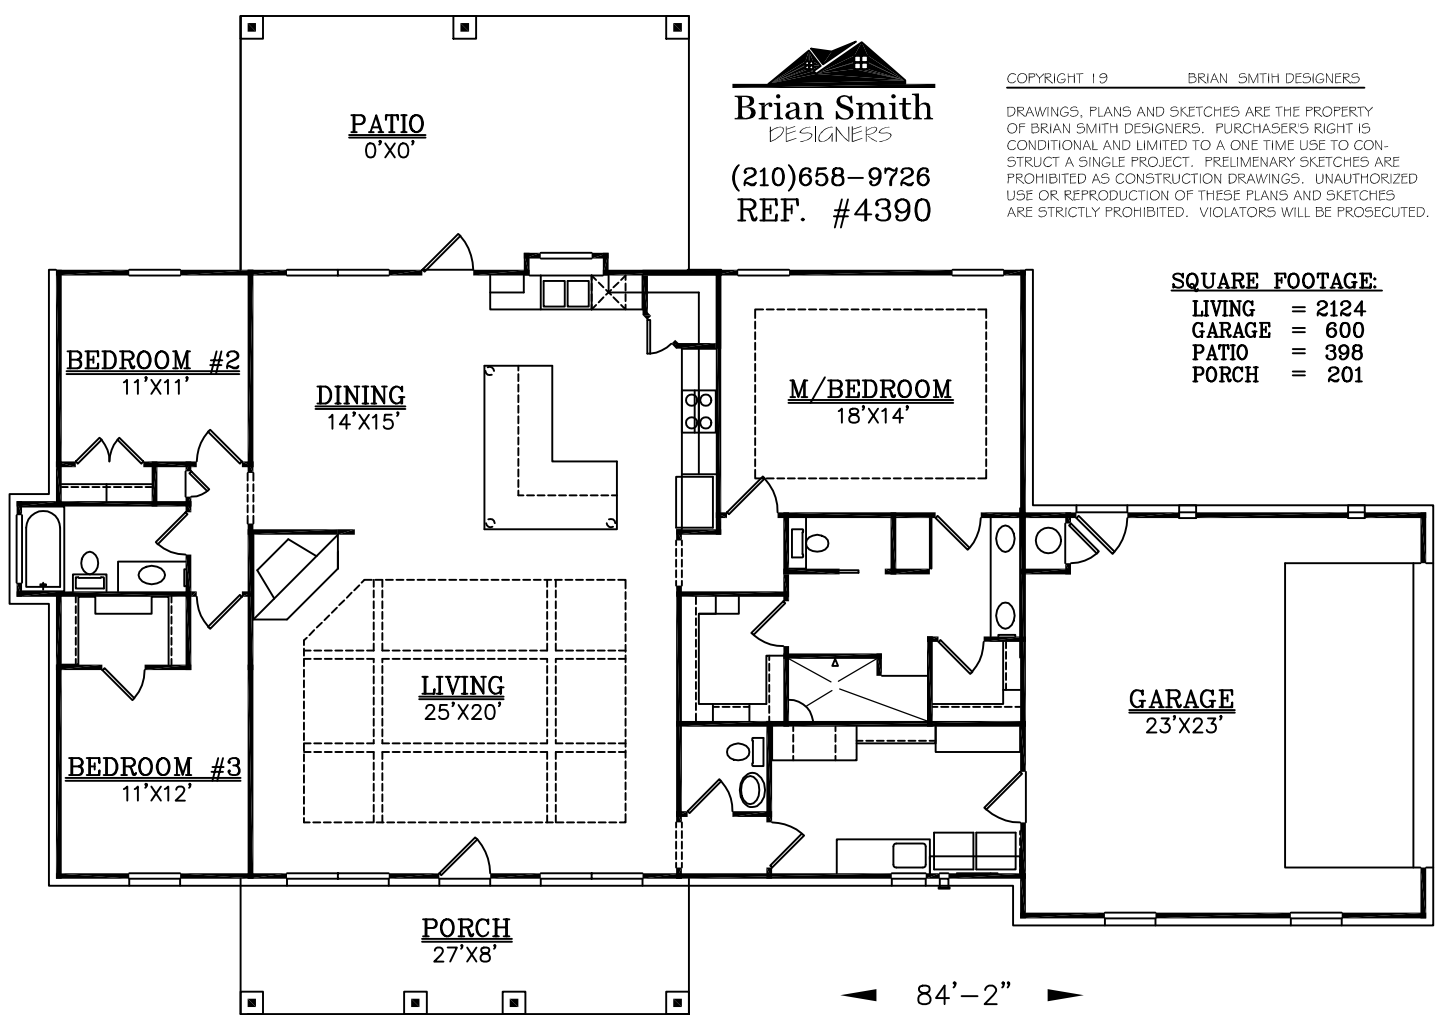 Brian Smith
DESIGNERS
(210)658-9726
REF. #4390
COPYRIGHT 19 BRIAN SMTIH DESIGNERS
DRAWINGS, PLANS AND SKETCHES ARE THE PROPERTY
OF BRIAN SMITH DESIGNERS. PURCHASER'S RIGHT IS
CONDITIONAL AND LIMITED TO A ONE TIME USE TO CON-
STRUCT A SINGLE PROJECT. PRELIMENARY SKETCHES ARE
PROHIBITED AS CONSTRUCTION DRAWINGS. UNAUTHORIZED
USE OR REPRODUCTION OF THESE PLANS AND SKETCHES
ARE STRICTLY PROHIBITED. VIOLATORS WILL BE PROSECUTED.
SQUARE FOOTAGE:
LIVING = 2124
GARAGE = 600
PATIO = 398
PORCH = 201
PATIO
0'X0'
BEDROOM #2
11'X11'
DINING
14'X15'
M/BEDROOM
18'X14'
LIVING
25'X20'
GARAGE
23'X23'
BEDROOM #3
11'X12'
PORCH
27'X8'
84'-2"